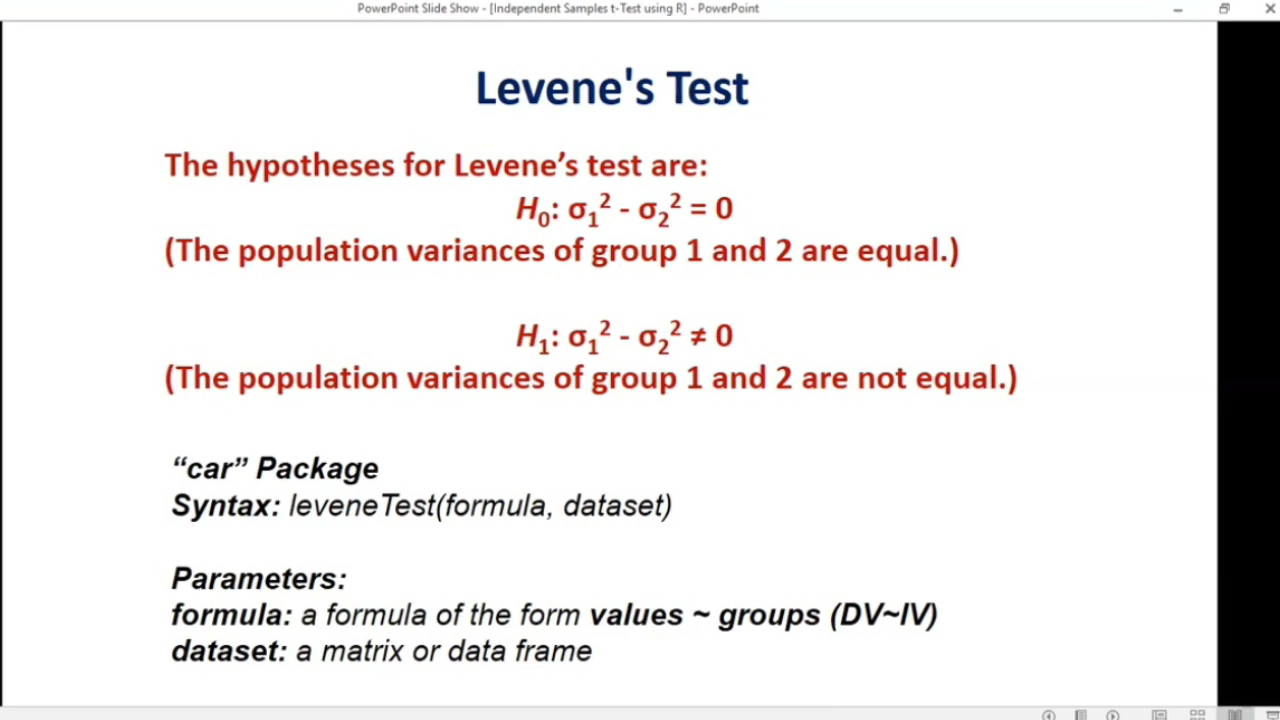 PowerPoint Slide Show - [Independent Samples t-Test using R] - PowerPoint
Levene's Test
The hypotheses for Levene’s test are:
H₀: σ₁² - σ₂² = 0
(The population variances of group 1 and 2 are equal.)
H₁: σ₁² - σ₂² ≠ 0
(The population variances of group 1 and 2 are not equal.)
“car” Package
Syntax: leveneTest(formula, dataset)
Parameters:
formula: a formula of the form values ~ groups (DV~IV)
dataset: a matrix or data frame